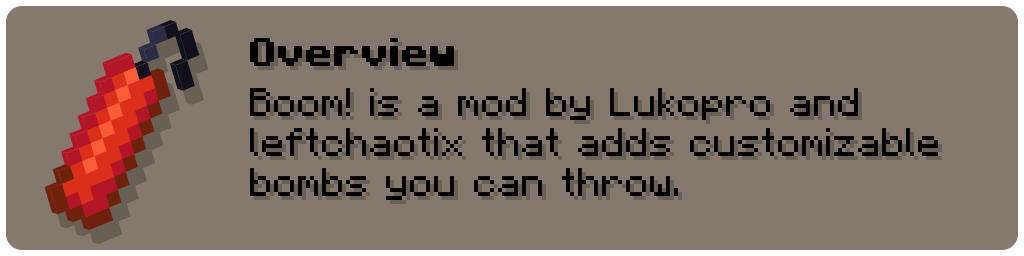 Overview
Boom! is a mod by Lukopro and
leftchaotix that adds customizable
bombs you can throw.